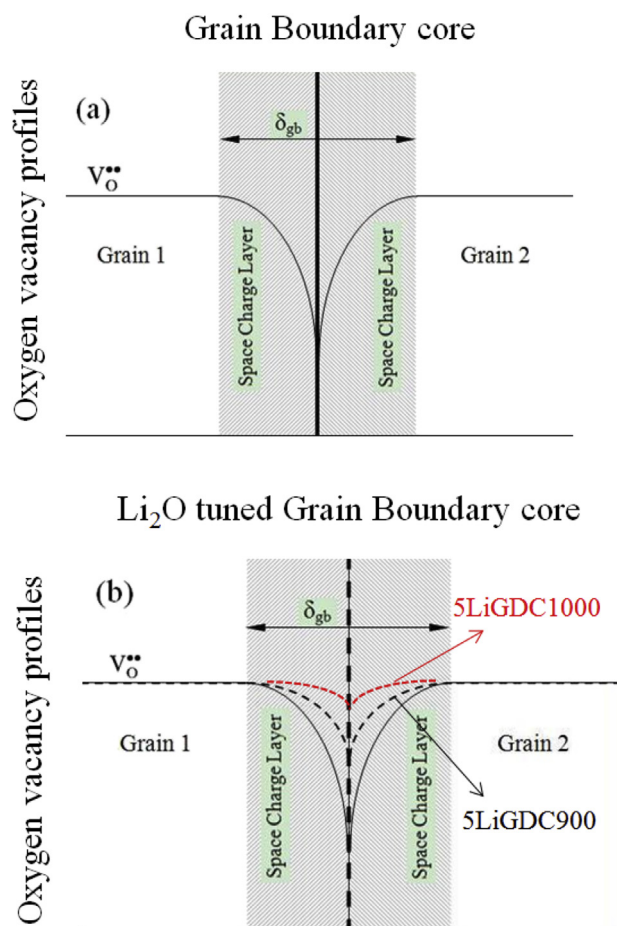 Grain Boundary core
Oxygen vacancy profiles
(a)
δgb
VO••
Grain 1
Space Charge Layer
Space Charge Layer
Grain 2
Li2O tuned Grain Boundary core
Oxygen vacancy profiles
(b)
δgb
5LiGDC1000
VO••
Grain 1
Space Charge Layer
Space Charge Layer
Grain 2
5LiGDC900